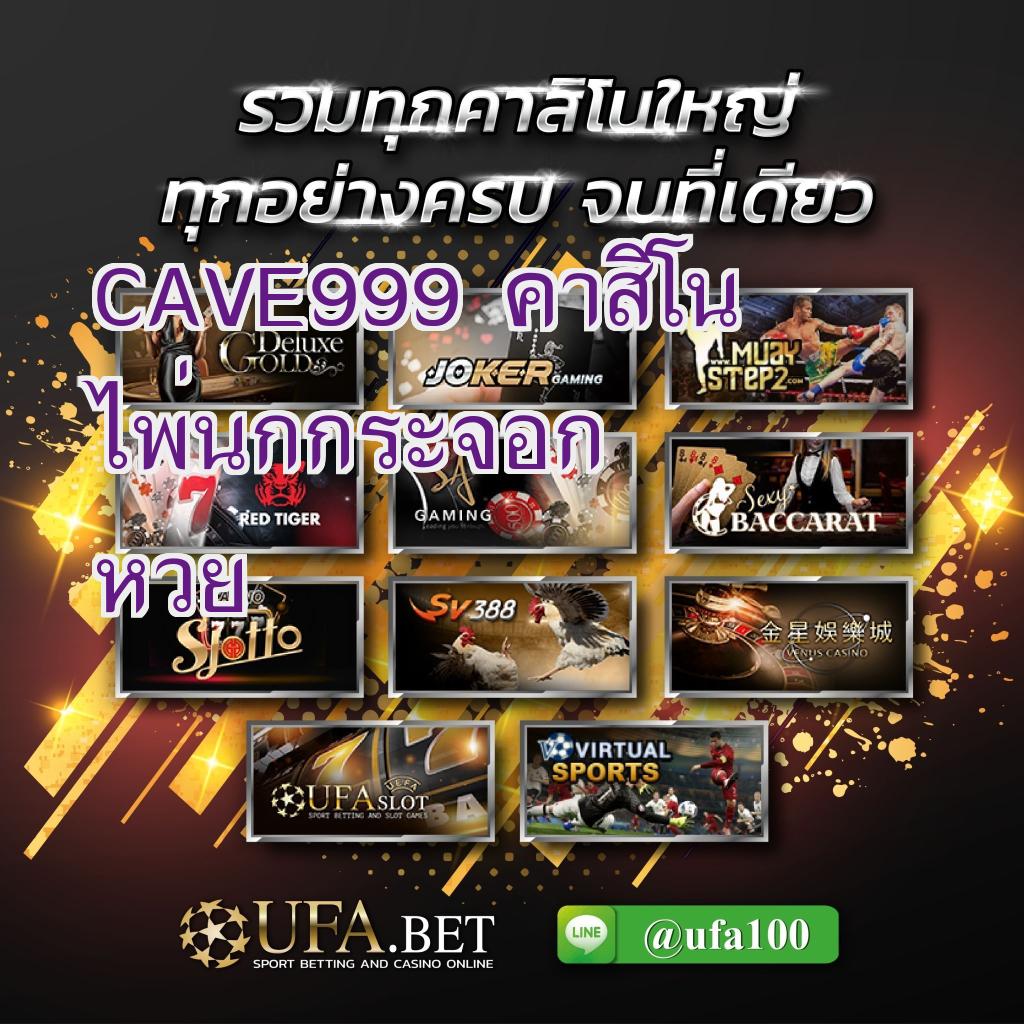 รวมทุกคาสิโนใหญ่
ทุกอย่างครบ จบที่เดียว
CAVE999 คาสิโน
Deluxe
GOLD
JOKER GAMING
WWW.MUAY
STEP2.COM
ไพ่นกกระจอก
7
RED TIGER
SA
GAMING
Sexy
BACCARAT
หวย
777
Slotto
SV388
金星娛樂城
VENUS CASINO
UFA SLOT
SPORT BETTING AND SLOT GAMES
VIRTUAL
SPORTS
UFA.BET
SPORT BETTING AND CASINO ONLINE
LINE
@ufa100